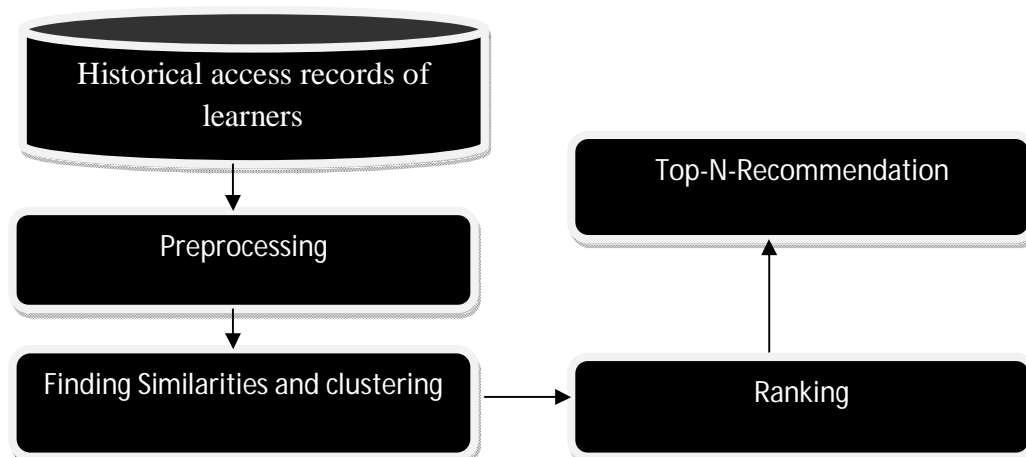 Historical access records of
learners
Preprocessing
Finding Similarities and clustering
Ranking
Top-N-Recommendation